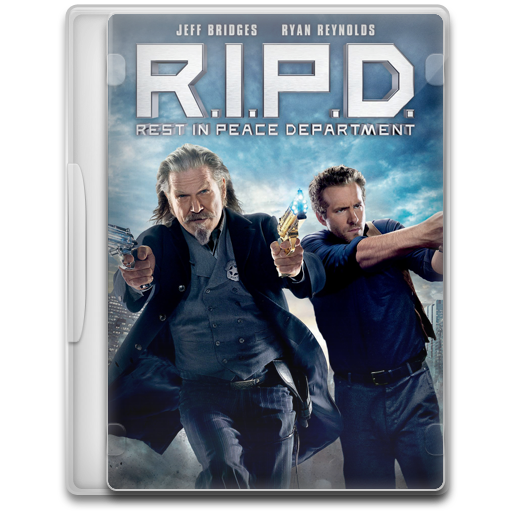 JEFF BRIDGES RYAN REYNOLDS
R.I.P.D.
REST IN PEACE DEPARTMENT